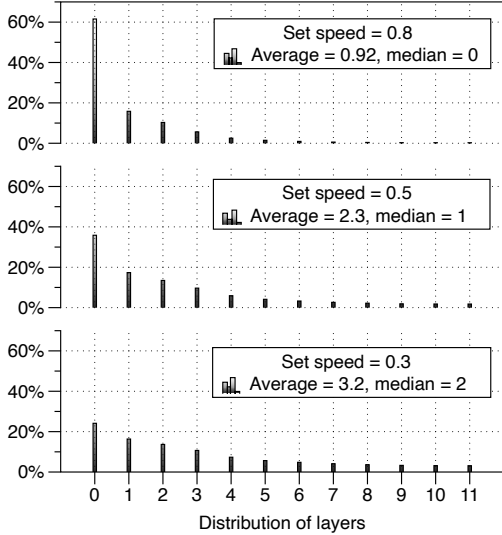 60%
40%
20%
0%
Set speed = 0.8
Average = 0.92, median = 0
60%
40%
20%
0%
Set speed = 0.5
Average = 2.3, median = 1
60%
40%
20%
0%
Set speed = 0.3
Average = 3.2, median = 2
0 1 2 3 4 5 6 7 8 9 10 11
Distribution of layers